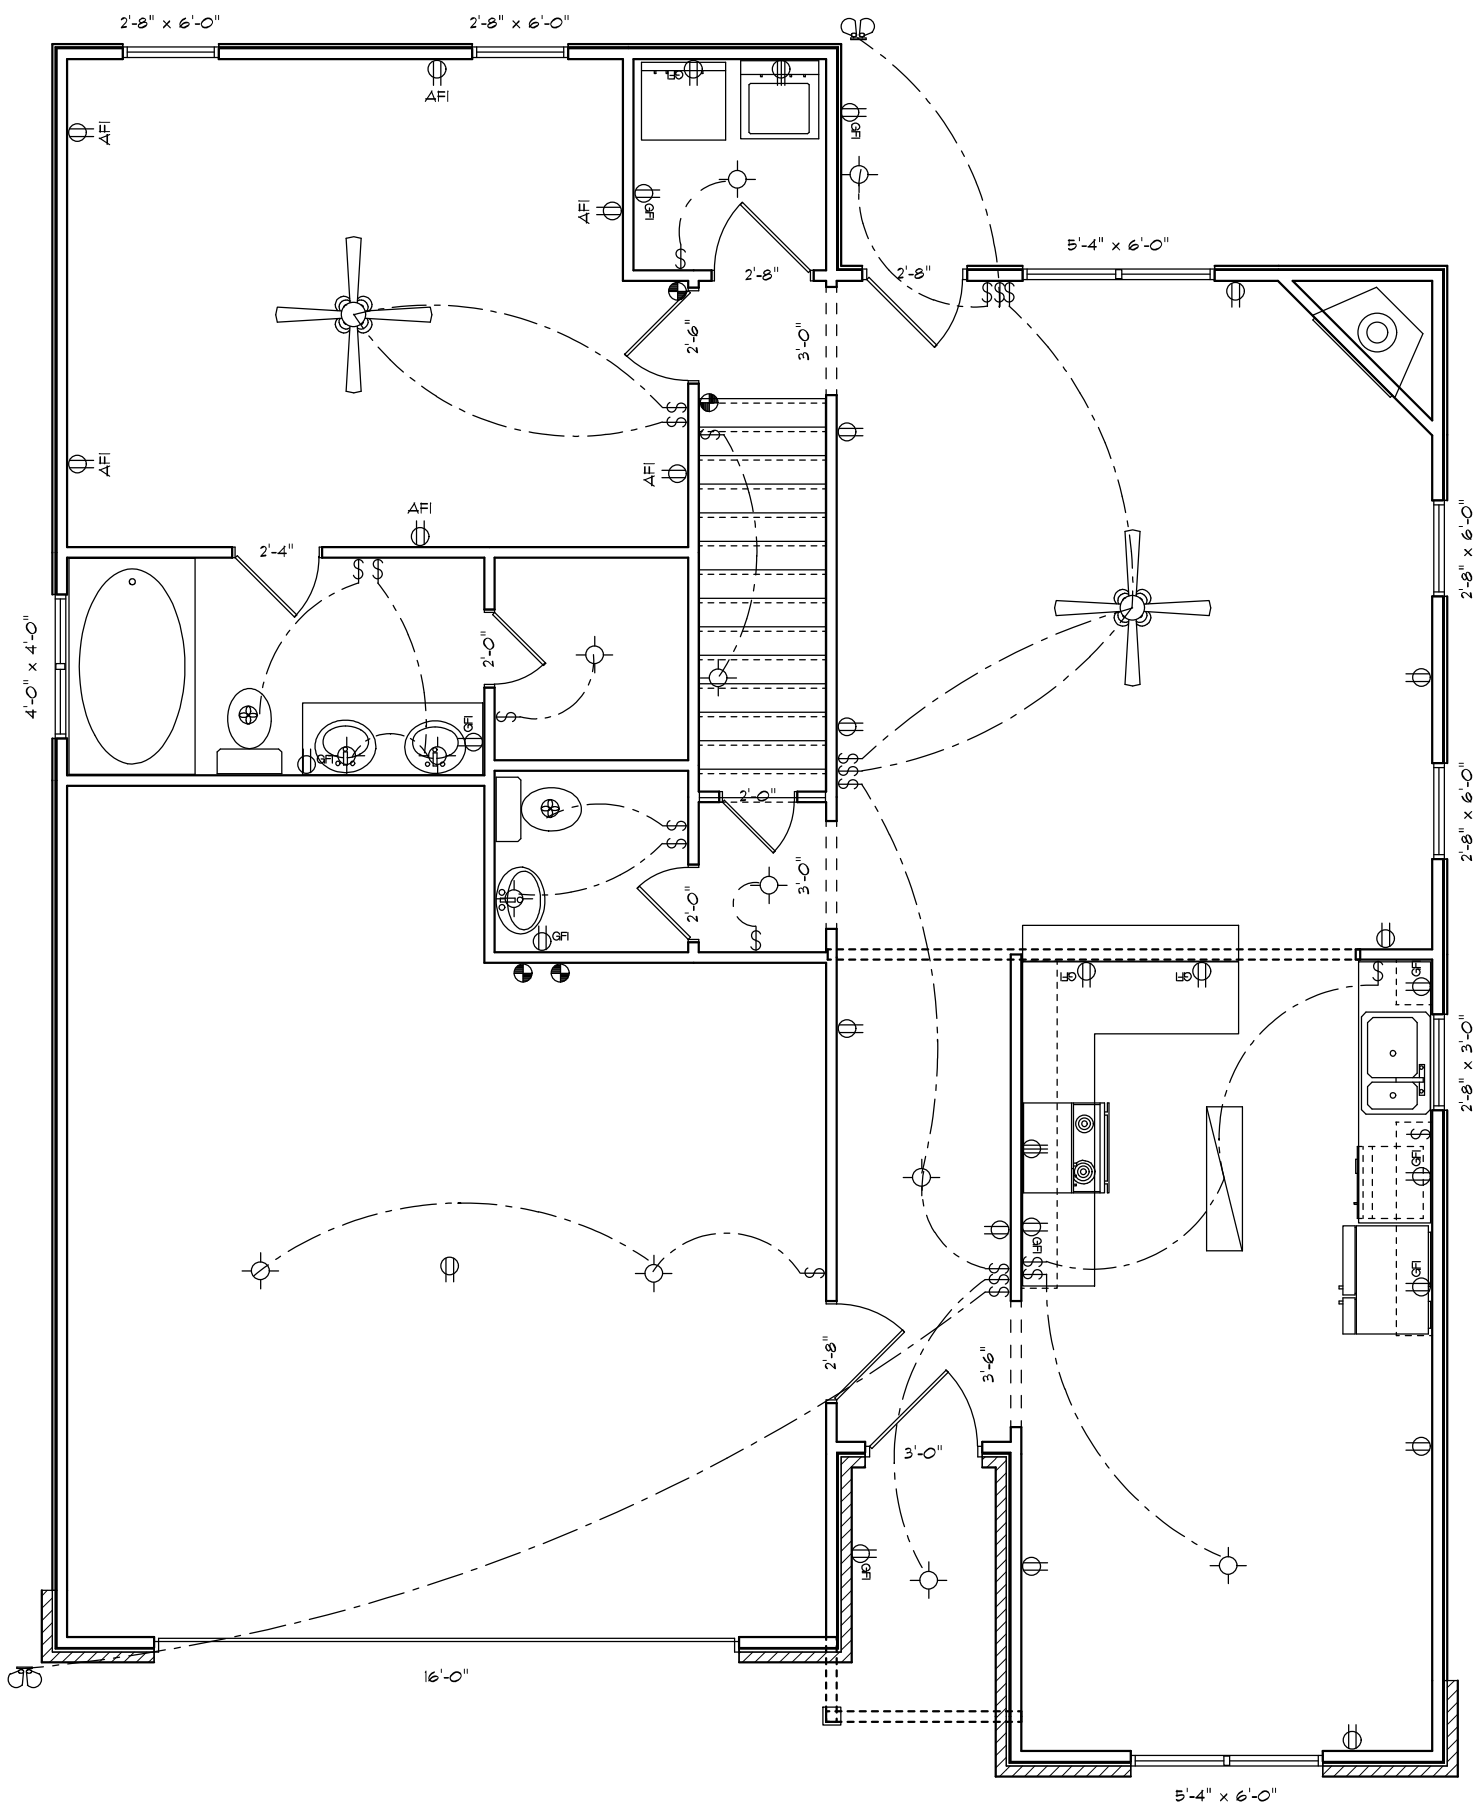 2'-8" x 6'-0"
2'-8" x 6'-0"
GFI
AFI
AFI
GFI
AFI
GFI
S
5'-4" x 6'-0"
2'-8"
2'-8"
SSS
2'-6"
3'-0"
S
S
S
AFI
AFI
AFI
2'-8" x 6'-0"
2'-4"
S S
4'-0" x 4'-0"
2'-0"
S
GFI
GFI
S
S
S
2'-0"
2'-8" x 6'-0"
S
S
3'-0"
2'-0"
GFI
S
GFI
GFI
S
GFI
2'-8" x 3'-0"
S
GFI
GFI
S
S
S
S
S
S
GFI
2'-8"
3'-6"
3'-0"
GFI
16'-0"
5'-4" x 6'-0"